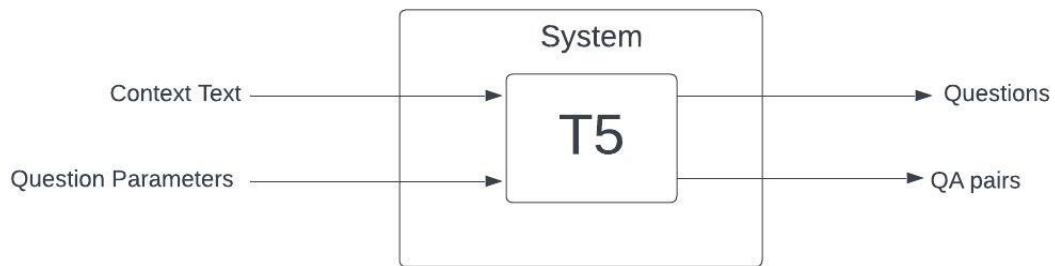 System
Context Text
T5
Questions
Question Parameters
QA pairs